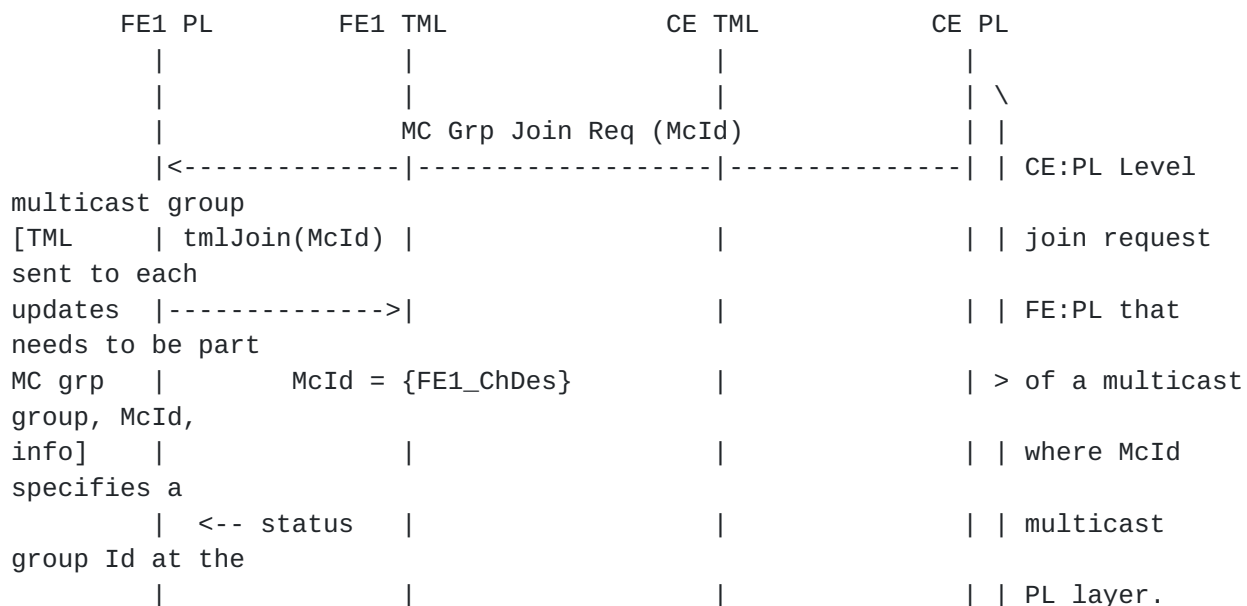 FE1 PL          FE1 TML                CE TML             CE PL
         |                |                    |                |
         |                |                    |                | \
         |               MC Grp Join Req (McId)                 | |
         |<---------------|--------------------|----------------| | CE:PL Level
multicast group
[TML     | tmlJoin(McId)  |                    |                | | join request
sent to each
updates  |--------------->|                    |                | | FE:PL that
needs to be part
MC grp   |        McId = {FE1_ChDes}           |                | > of a multicast
group, McId,
info]    |                |                    |                | | where McId
specifies a
         |  <-- status    |                    |                | | multicast
group Id at the
         |                |                    |                | | PL layer.